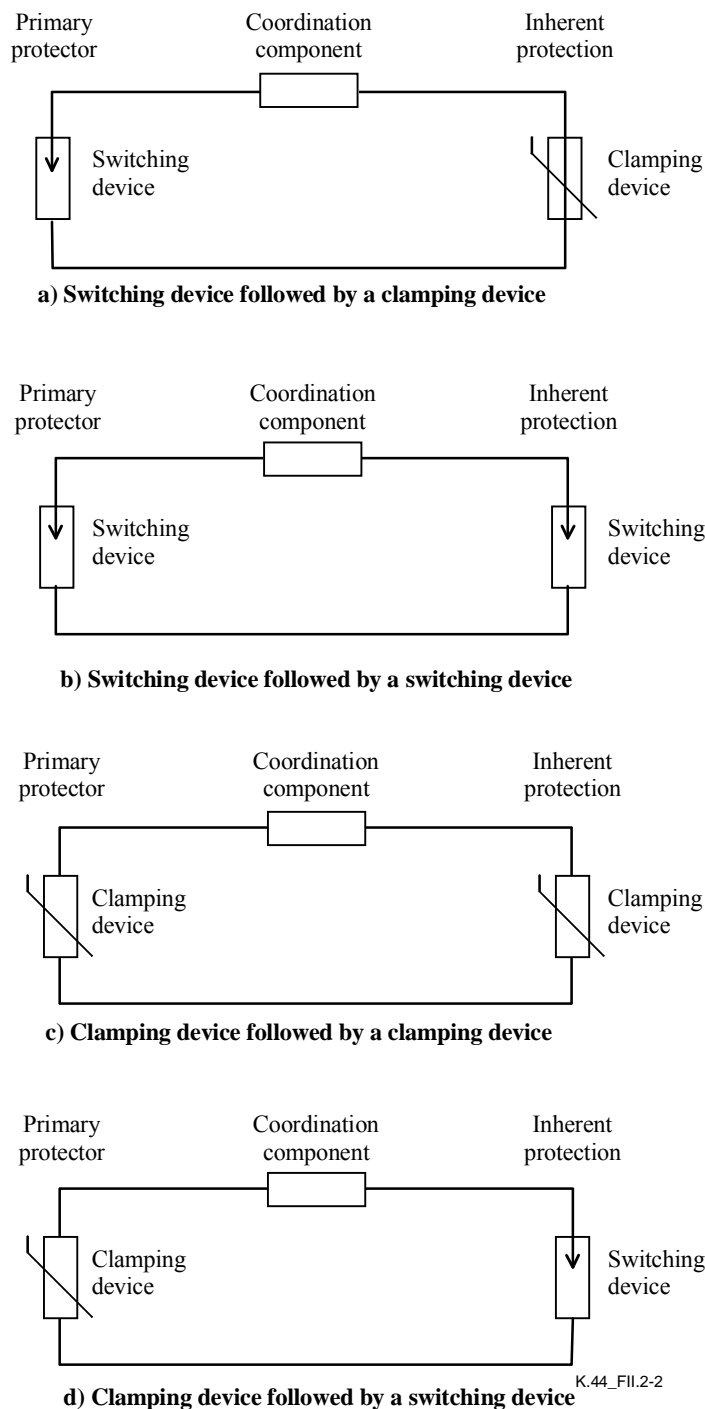 Primary
protector
Coordination
component
Inherent
protection
Switching
device
Clamping
device
a) Switching device followed by a clamping device
Primary
protector
Coordination
component
Inherent
protection
Switching
device
Switching
device
b) Switching device followed by a switching device
Primary
protector
Coordination
component
Inherent
protection
Clamping
device
Clamping
device
c) Clamping device followed by a clamping device
Primary
protector
Coordination
component
Inherent
protection
Clamping
device
Switching
device
K.44_FII.2-2
d) Clamping device followed by a switching device